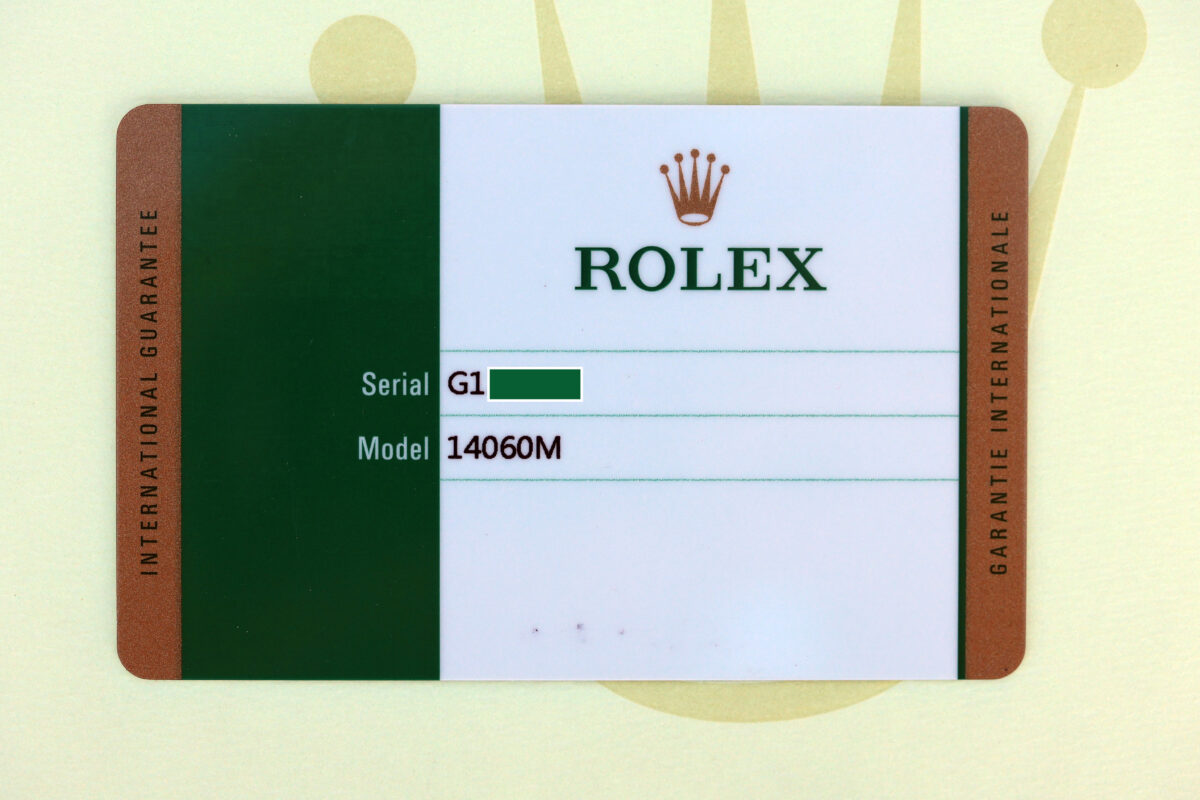 INTERNATIONAL GUARANTEE
ROLEX
Serial G1
Model 14060M
GARANTIE INTERNATIONALE